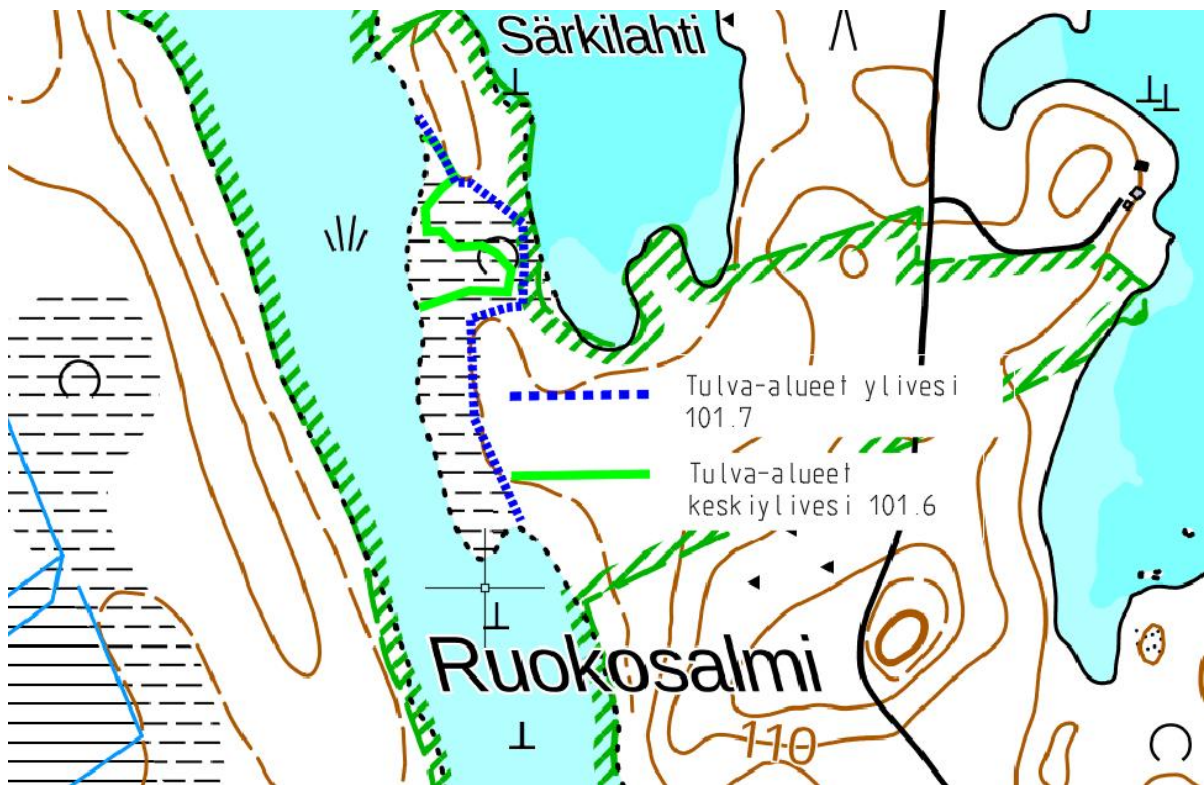 Särkilahti
Tulva-alueet ylivesi
101.7
Tulva-alueet
keskiylivesi 101.6
Ruokosalmi
110